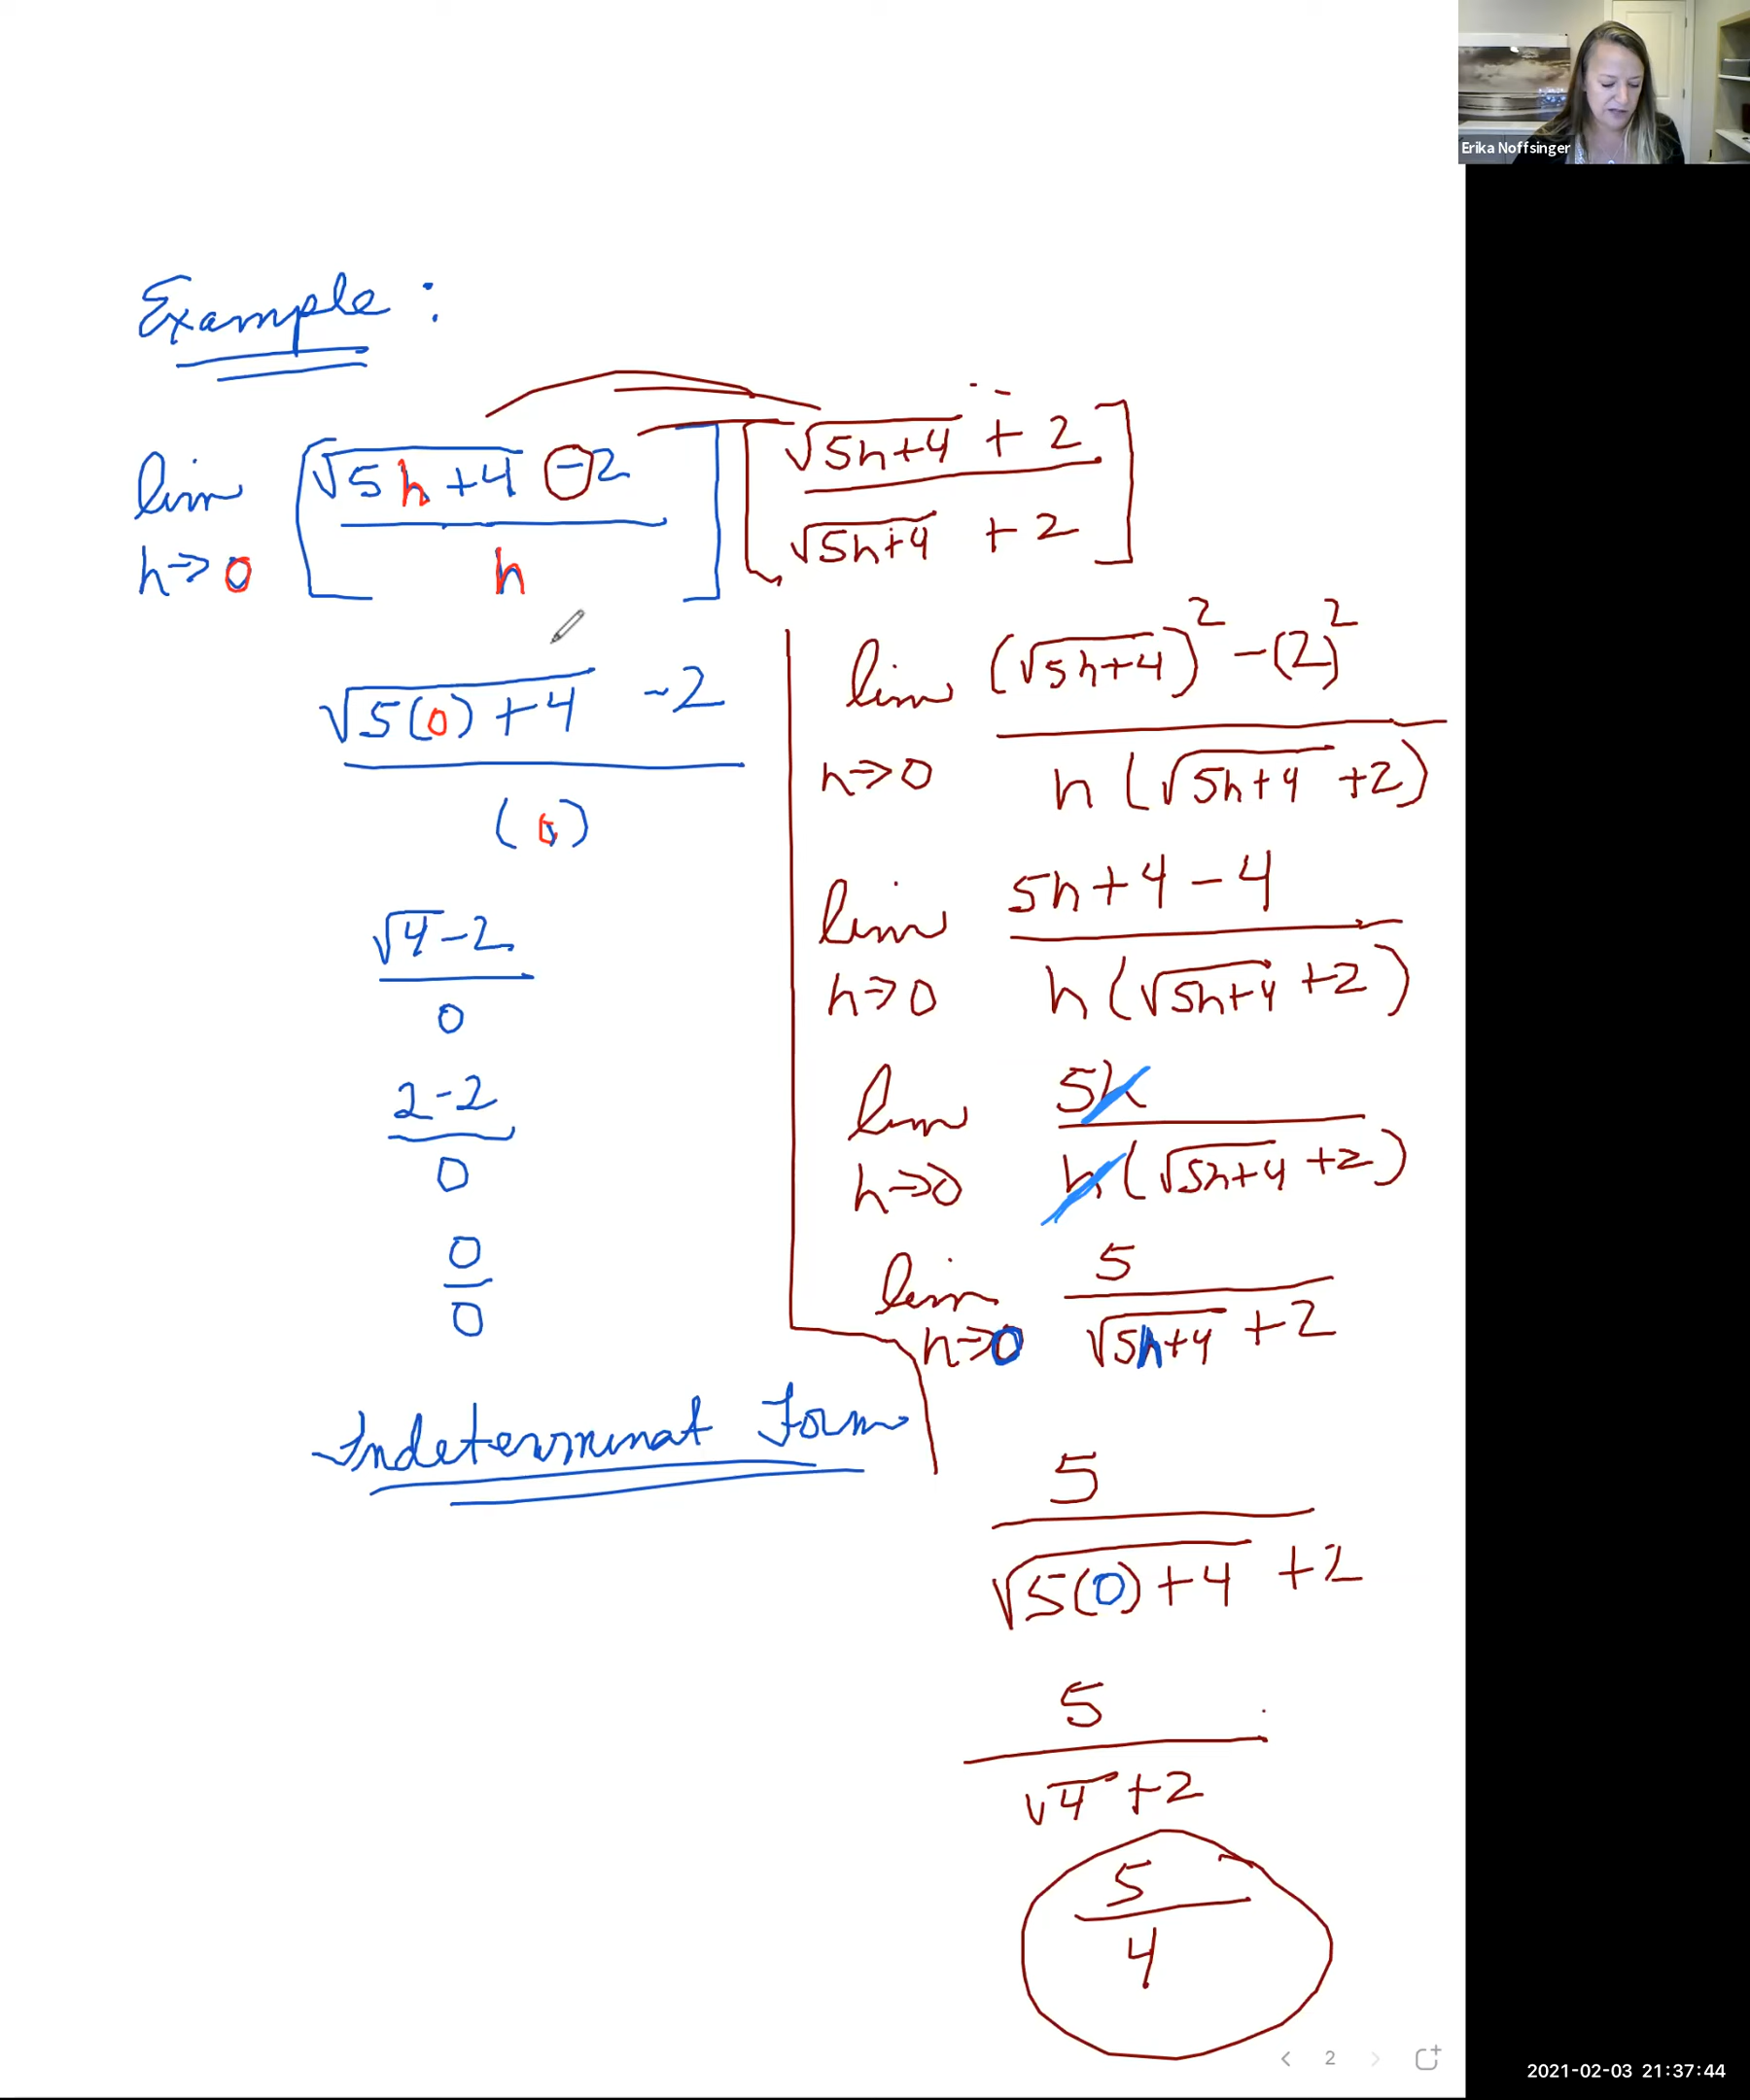 Erika Noffsinger
Example:
lim h→0 [(√(5h+4) - 2)/h] [(√(5h+4) + 2)/(√(5h+4) + 2)]
(√(5(0)+4) - 2)/(0)
(√4 - 2)/0
(2-2)/0
0/0
Indeterminat Form
lim h→0 ((√(5h+4))² - (2)²)/(h(√(5h+4) + 2))
lim h→0 (5h+4-4)/(h(√(5h+4) + 2))
lim h→0 5h/(h(√(5h+4) + 2))
lim h→0 5/(√(5h+4) + 2)
5/(√(5(0)+4) + 2)
5/(√4 + 2)
5/4
2
2021-02-03 21:37:44